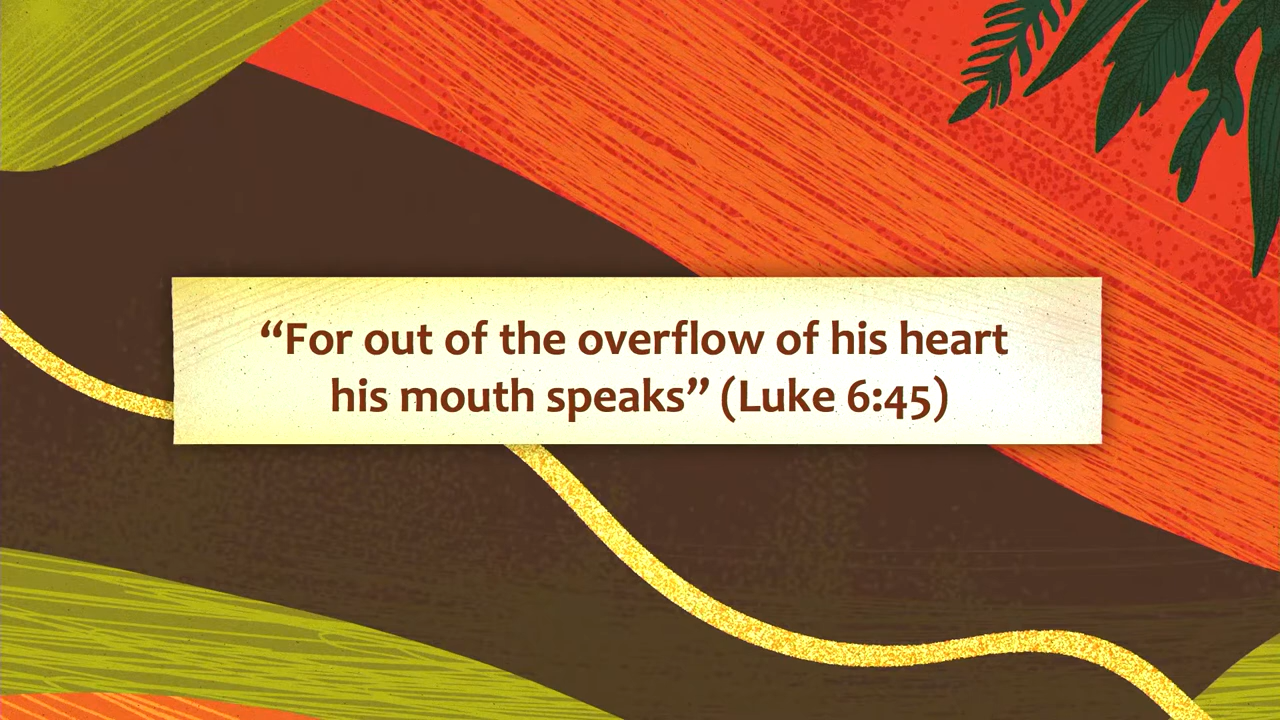 “For out of the overflow of his heart
his mouth speaks” (Luke 6:45)